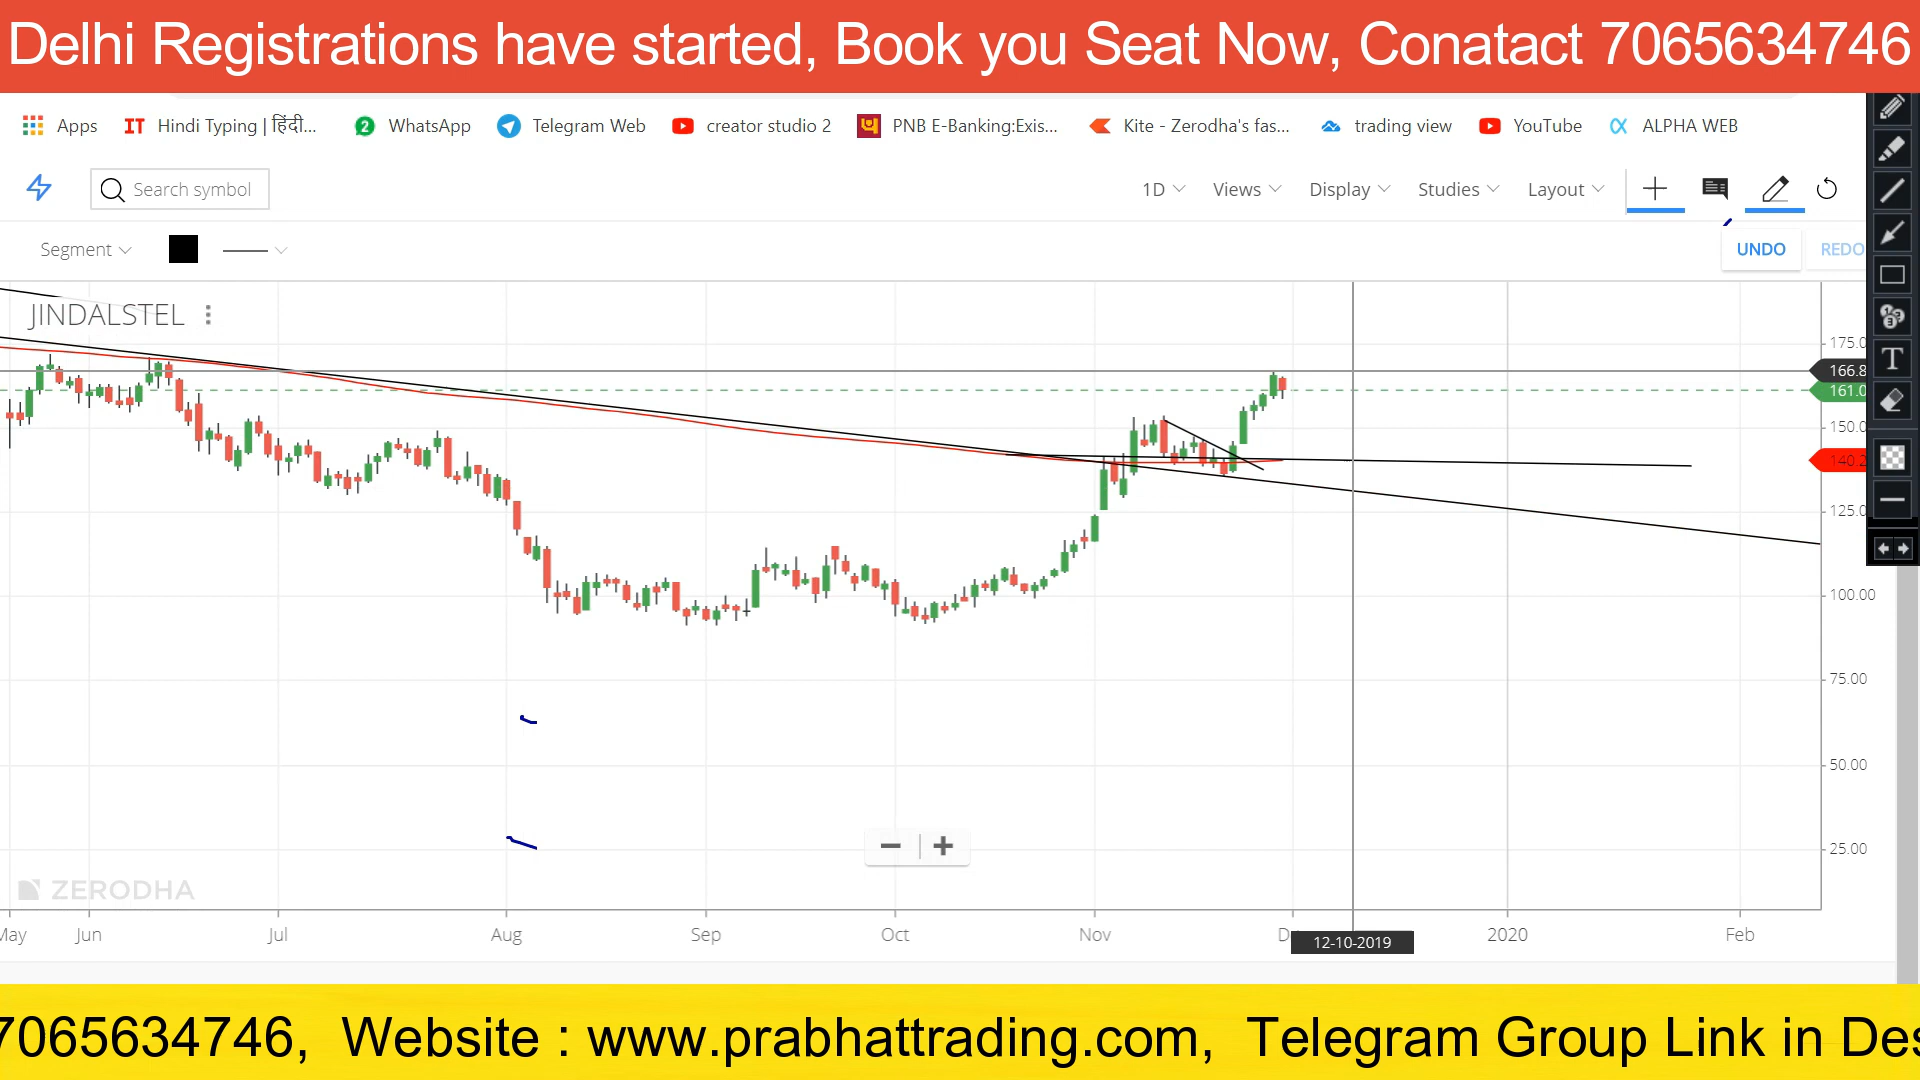 Delhi Registrations have started, Book you Seat Now, Conatact 7065634746
Apps Hindi Typing | हिंदी... 2 WhatsApp Telegram Web creator studio 2 PNB E-Banking:Exis... Kite - Zerodha's fas... trading view YouTube ALPHA WEB
Search symbol 1D Views Display Studies Layout
Segment UNDO REDO
JINDALSTEL
175.0
166.8
161.0
150.0
140.2
125.0
100.00
75.00
50.00
25.00
ZERODHA
May Jun Jul Aug Sep Oct Nov D 12-10-2019 2020 Feb
7065634746, Website : www.prabhattrading.com, Telegram Group Link in Des